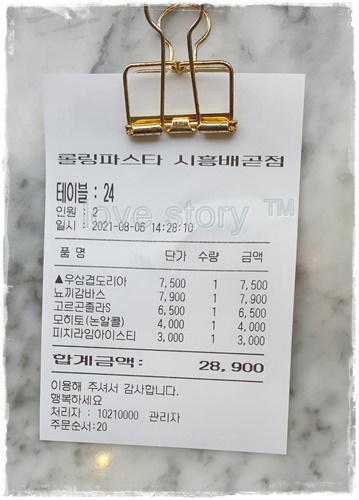 롤링파스타 시흥배곧점
테이블 : 24
인원 : 2
love story TM
일시 : 2021-08-06 14:28:10
품 명 단가 수량 금액
▲우삼겹도리아 7,500 1 7,500
뇨끼감바스 7,900 1 7,900
고르곤졸라S 6,500 1 6,500
모히토(논알콜) 4,000 1 4,000
피치라임아이스티 3,000 1 3,000
합계금액: 28,900
이용해 주셔서 감사합니다.
행복하세요
처리자 : 10210000 관리자
주문순서:20